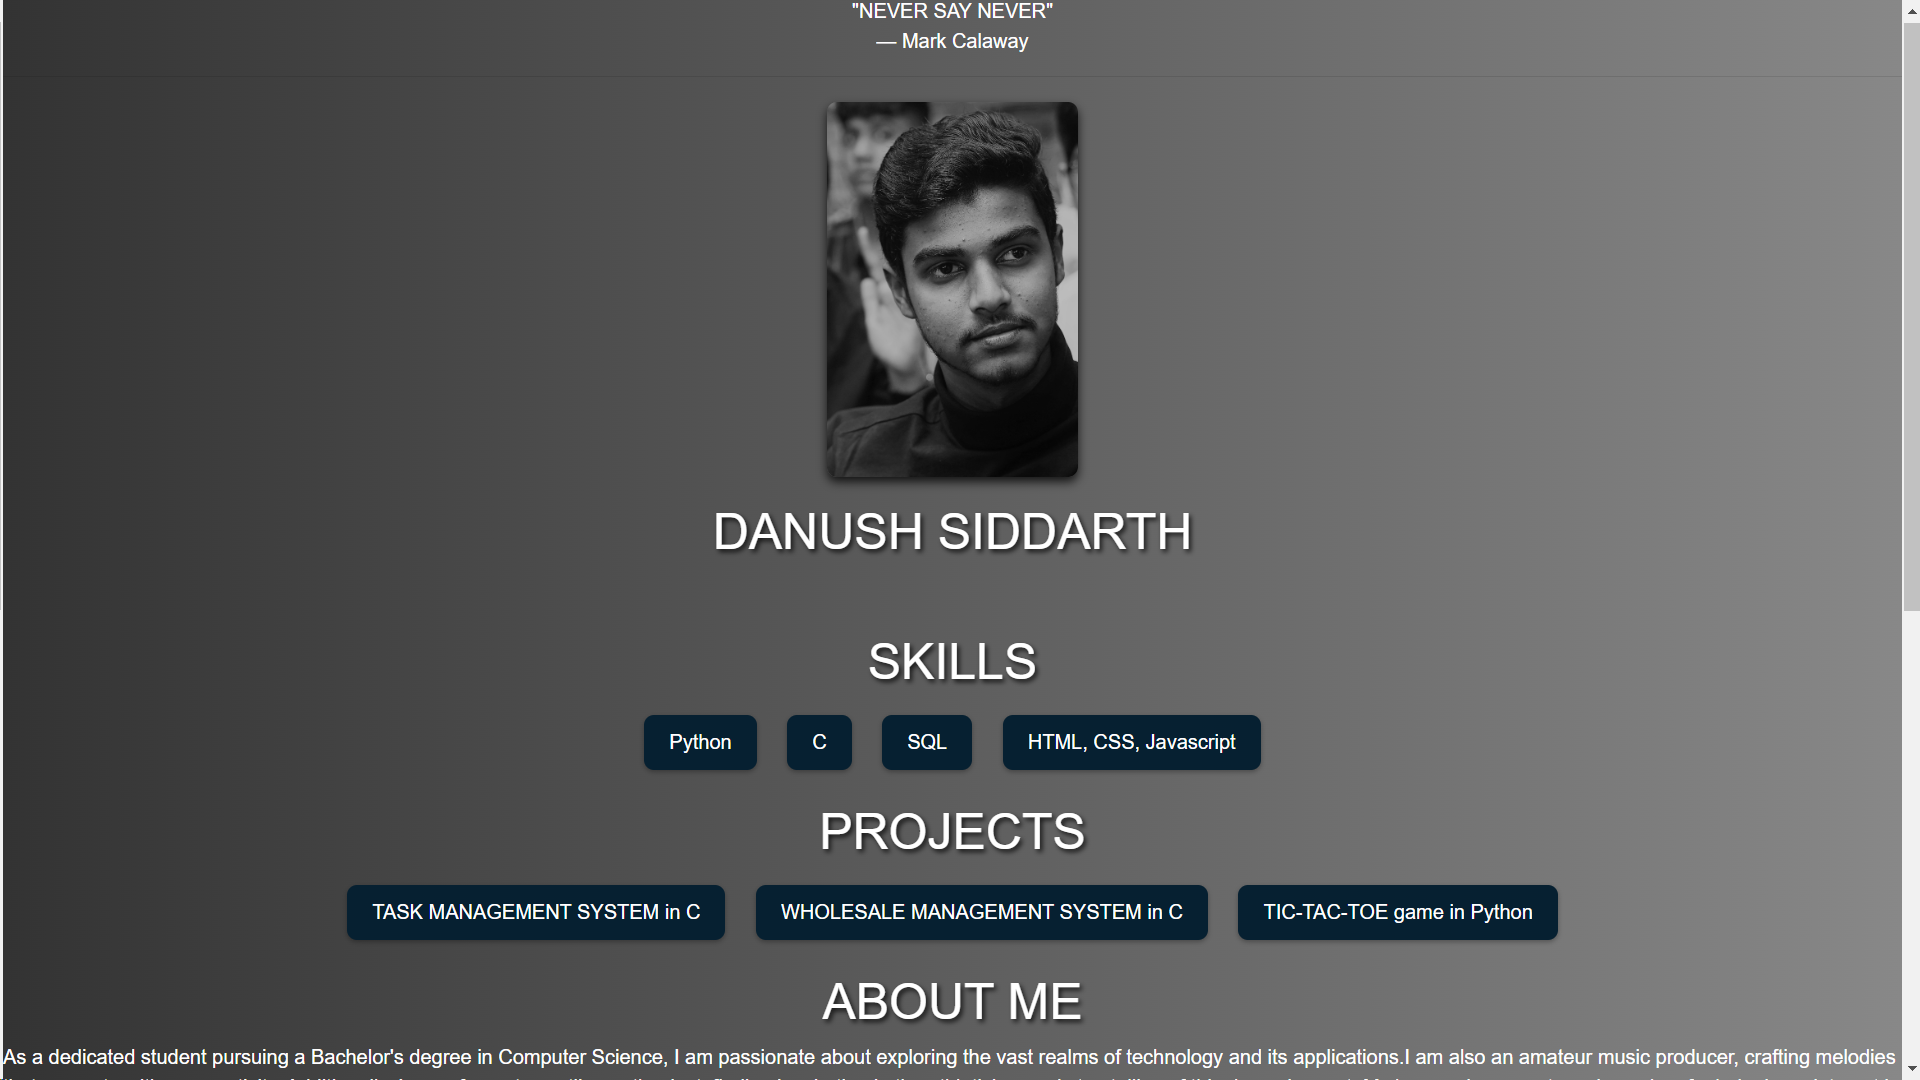 "NEVER SAY NEVER"
— Mark Calaway
DANUSH SIDDARTH
SKILLS
Python C SQL HTML, CSS, Javascript
PROJECTS
TASK MANAGEMENT SYSTEM in C WHOLESALE MANAGEMENT SYSTEM in C TIC-TAC-TOE game in Python
ABOUT ME
As a dedicated student pursuing a Bachelor's degree in Computer Science, I am passionate about exploring the vast realms of technology and its applications.I am also an amateur music producer, crafting melodies